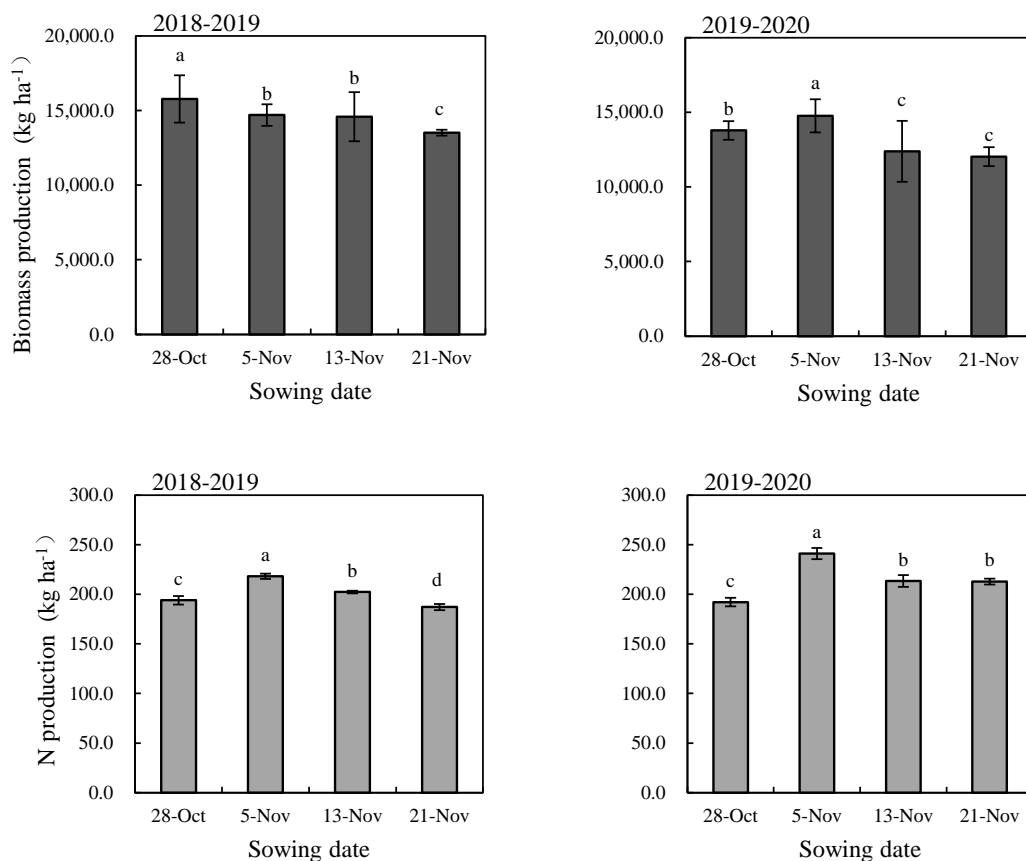 2018-2019
Biomass production (kg ha-1)
20,000.0
15,000.0
10,000.0
5,000.0
0.0
a
b
b
c
28-Oct 5-Nov 13-Nov 21-Nov
Sowing date
2019-2020
20,000.0
15,000.0
10,000.0
5,000.0
0.0
b
a
c
c
28-Oct 5-Nov 13-Nov 21-Nov
Sowing date
2018-2019
N production (kg ha-1)
300.0
250.0
200.0
150.0
100.0
50.0
0.0
c
a
b
d
28-Oct 5-Nov 13-Nov 21-Nov
Sowing date
2019-2020
300.0
250.0
200.0
150.0
100.0
50.0
0.0
c
a
b
b
28-Oct 5-Nov 13-Nov 21-Nov
Sowing date